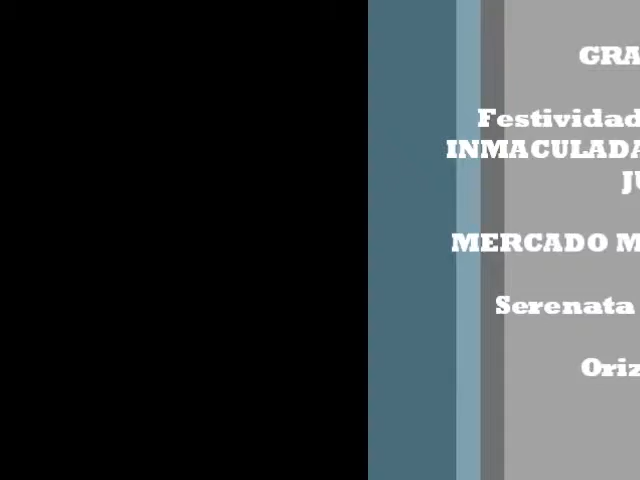 GRA
Festividad
INMACULADA
JU
MERCADO M
Serenata
Oriz